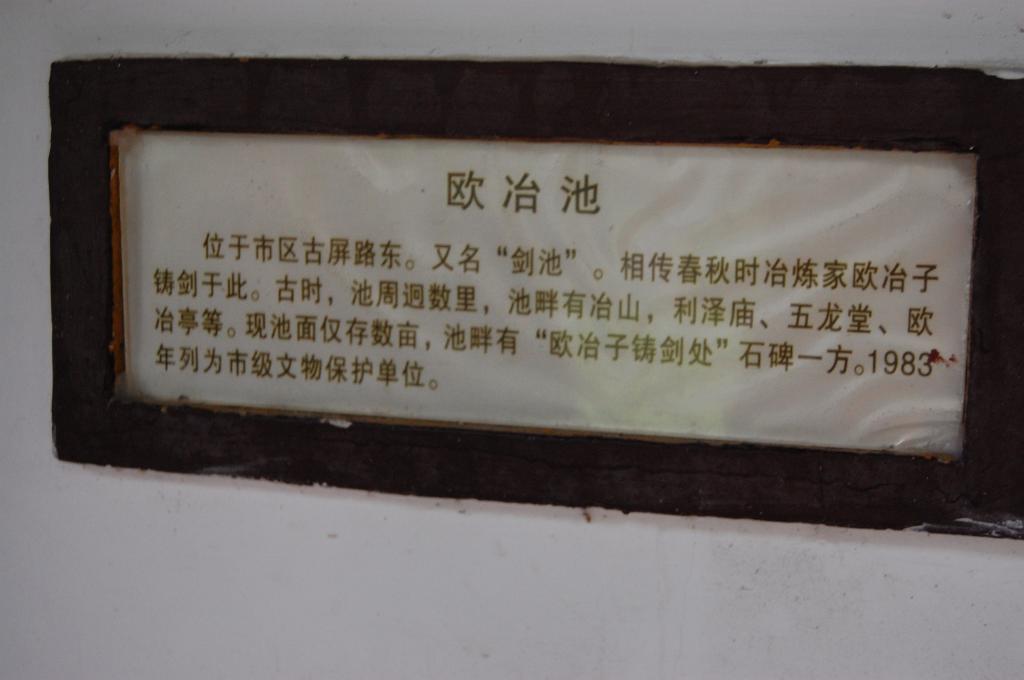 欧冶池
位于市区古屏路东。又名“剑池”。相传春秋时冶炼家欧冶子
铸剑于此。古时，池周迴数里，池畔有冶山，利泽庙、五龙堂、欧
冶亭等。现池面仅存数亩，池畔有“欧冶子铸剑处”石碑一方。1983
年列为市级文物保护单位。